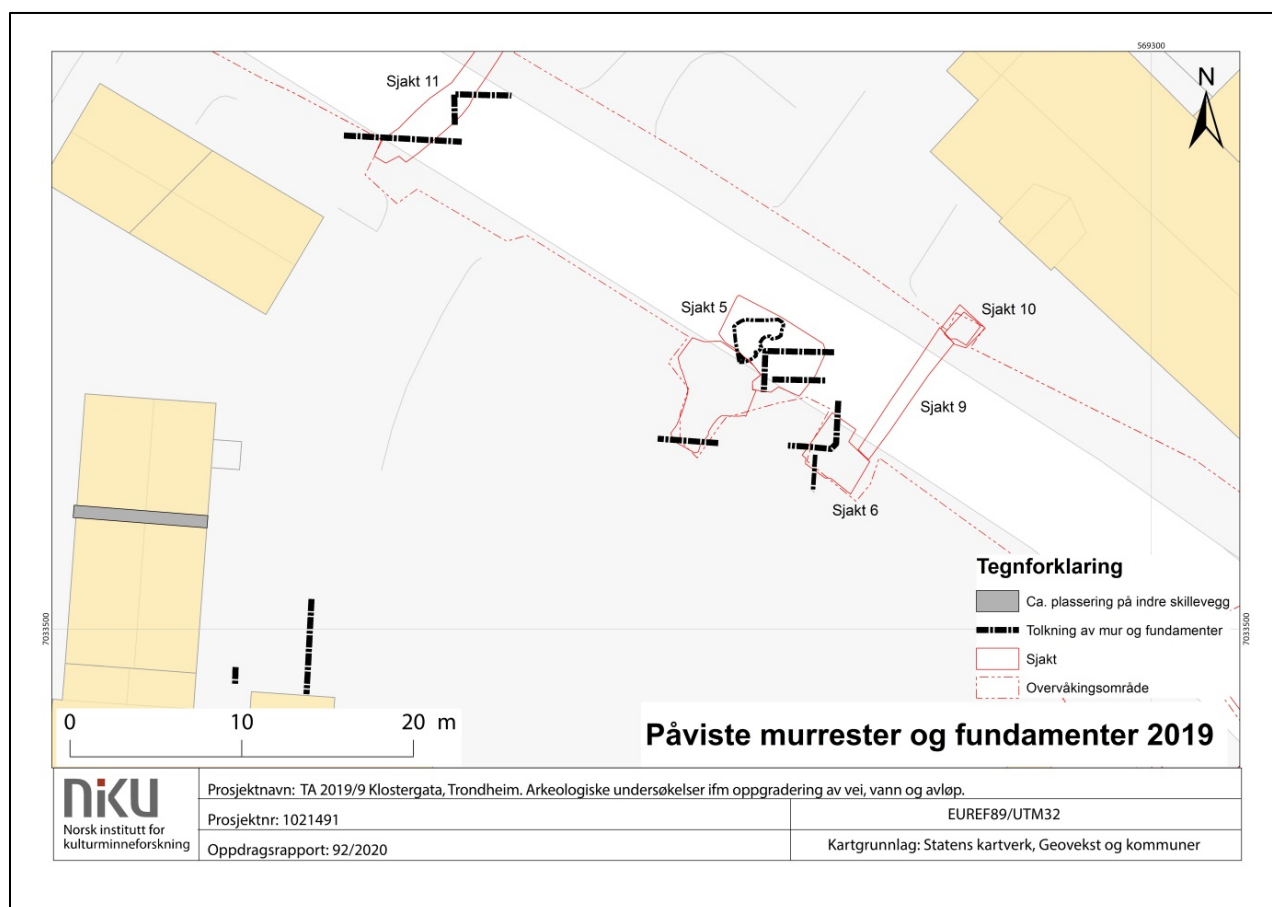 569300
Sjakt 11
N
Sjakt 5
Sjakt 10
Sjakt 9
Sjakt 6
Tegnforklaring
Ca. plassering på indre skillevegg
Tolkning av mur og fundamenter
Sjakt
Overvåkingsområde
7033500
7033500
0 10 20 m
Påviste murrester og fundamenter 2019
niku
Norsk institutt for
kulturminneforskning
Prosjektnavn: TA 2019/9 Klostergata, Trondheim. Arkeologiske undersøkelser ifm oppgradering av vei, vann og avløp.
Prosjektnr: 1021491
EUREF89/UTM32
Oppdragsrapport: 92/2020
Kartgrunnlag: Statens kartverk, Geovekst og kommuner